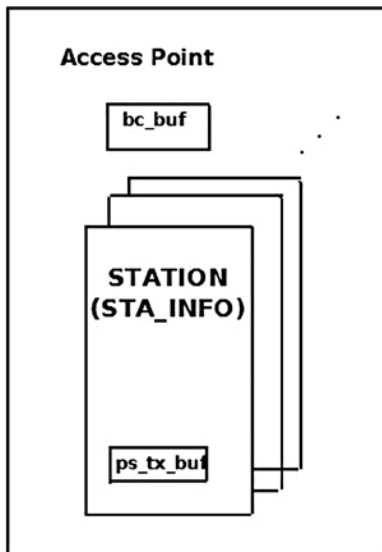 Access Point
bc_buf
STATION
(STA_INFO)
ps_tx_buf